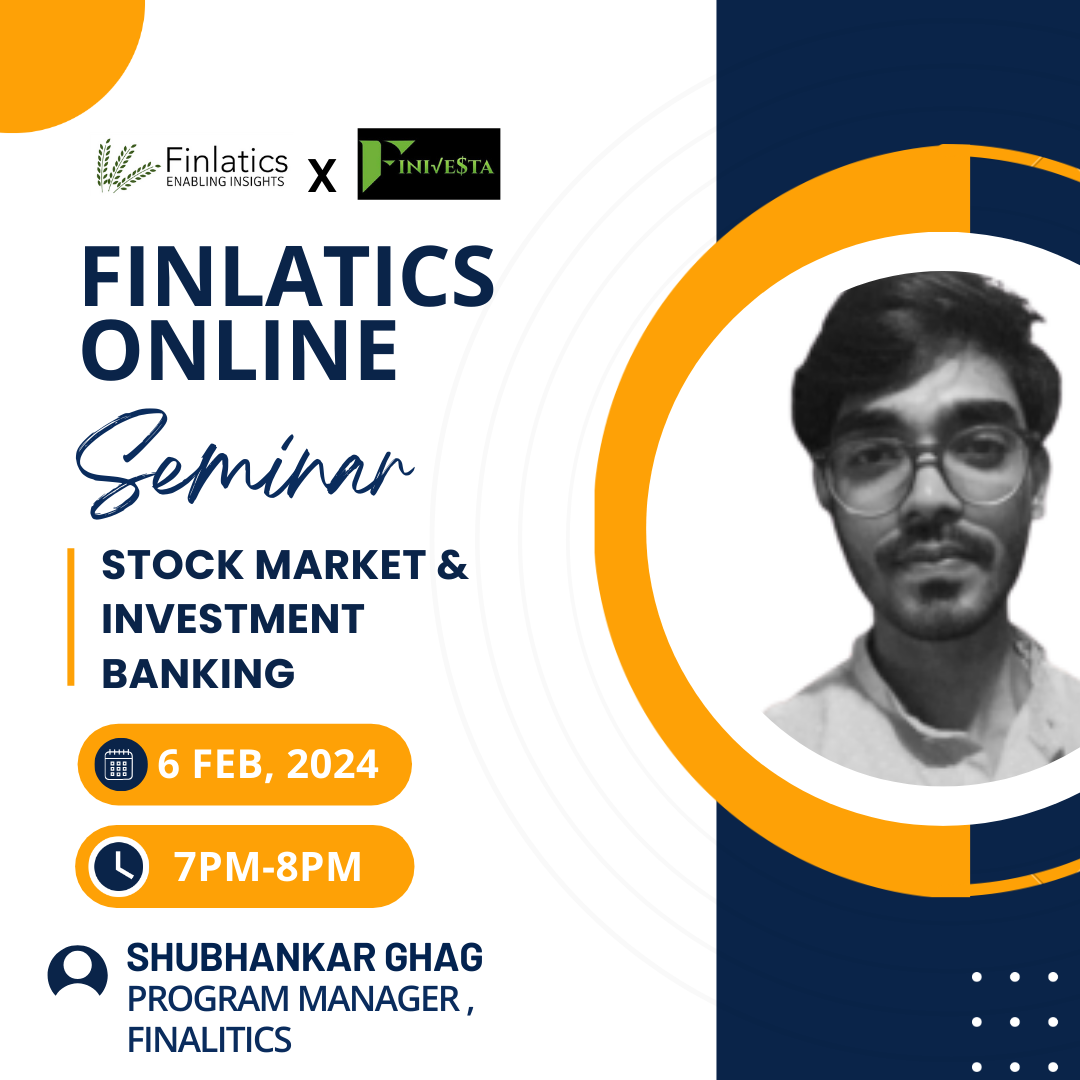 Finlatics
ENABLING INSIGHTS
X
FINIVE$TA
FINLATICS
ONLINE
Seminar
STOCK MARKET &
INVESTMENT
BANKING
6 FEB, 2024
7PM-8PM
SHUBHANKAR GHAG
PROGRAM MANAGER ,
FINALITICS